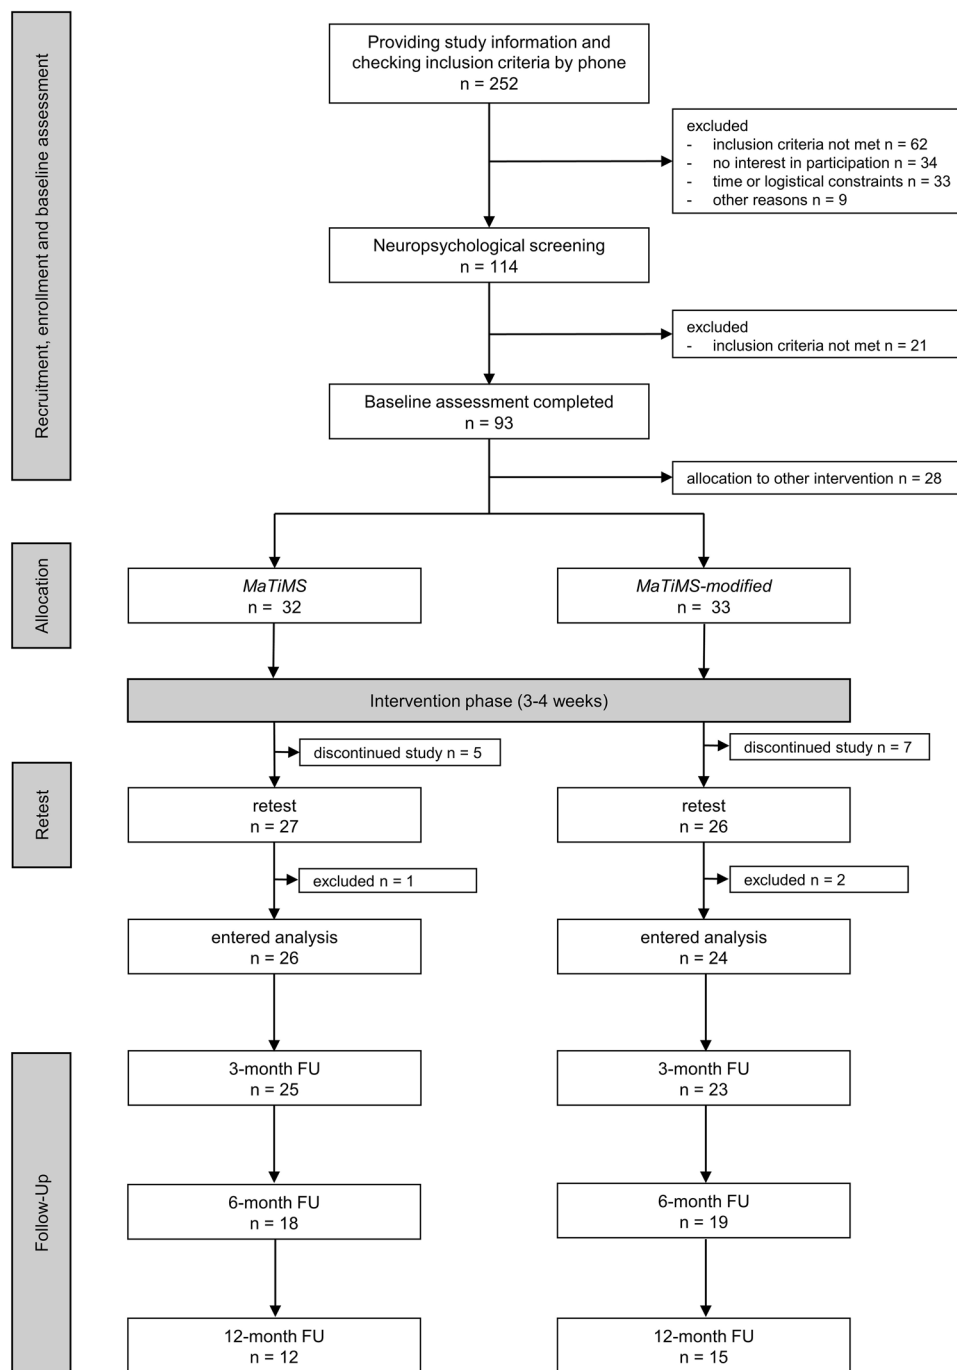 Recruitment, enrollment and baseline assessment
Providing study information and
checking inclusion criteria by phone
n = 252
excluded
- inclusion criteria not met n = 62
- no interest in participation n = 34
- time or logistical constraints n = 33
- other reasons n = 9
Neuropsychological screening
n = 114
excluded
- inclusion criteria not met n = 21
Baseline assessment completed
n = 93
allocation to other intervention n = 28
Allocation
MaTiMS
n = 32
MaTiMS-modified
n = 33
Intervention phase (3-4 weeks)
discontinued study n = 5
discontinued study n = 7
Retest
retest
n = 27
retest
n = 26
excluded n = 1
excluded n = 2
entered analysis
n = 26
entered analysis
n = 24
Follow-Up
3-month FU
n = 25
3-month FU
n = 23
6-month FU
n = 18
6-month FU
n = 19
12-month FU
n = 12
12-month FU
n = 15